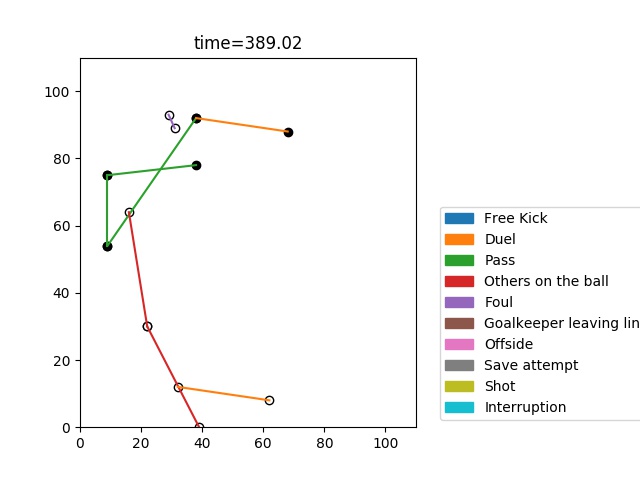 time=389.02
100
80
60
40
20
0
0 20 40 60 80 100
Free Kick
Duel
Pass
Others on the ball
Foul
Goalkeeper leaving lin
Offside
Save attempt
Shot
Interruption